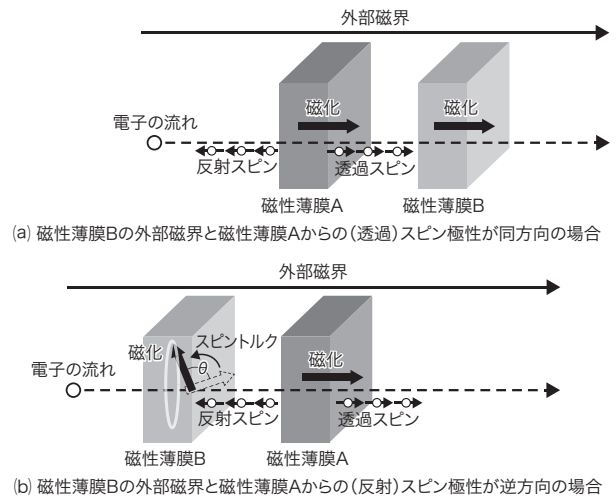 外部磁界
磁化
磁化
電子の流れ
反射スピン
透過スピン
磁性薄膜A
磁性薄膜B
(a) 磁性薄膜Bの外部磁界と磁性薄膜Aからの(透過)スピン極性が同方向の場合
外部磁界
スピントルク
磁化
θ
磁化
電子の流れ
反射スピン
透過スピン
磁性薄膜B
磁性薄膜A
(b) 磁性薄膜Bの外部磁界と磁性薄膜Aからの(反射)スピン極性が逆方向の場合